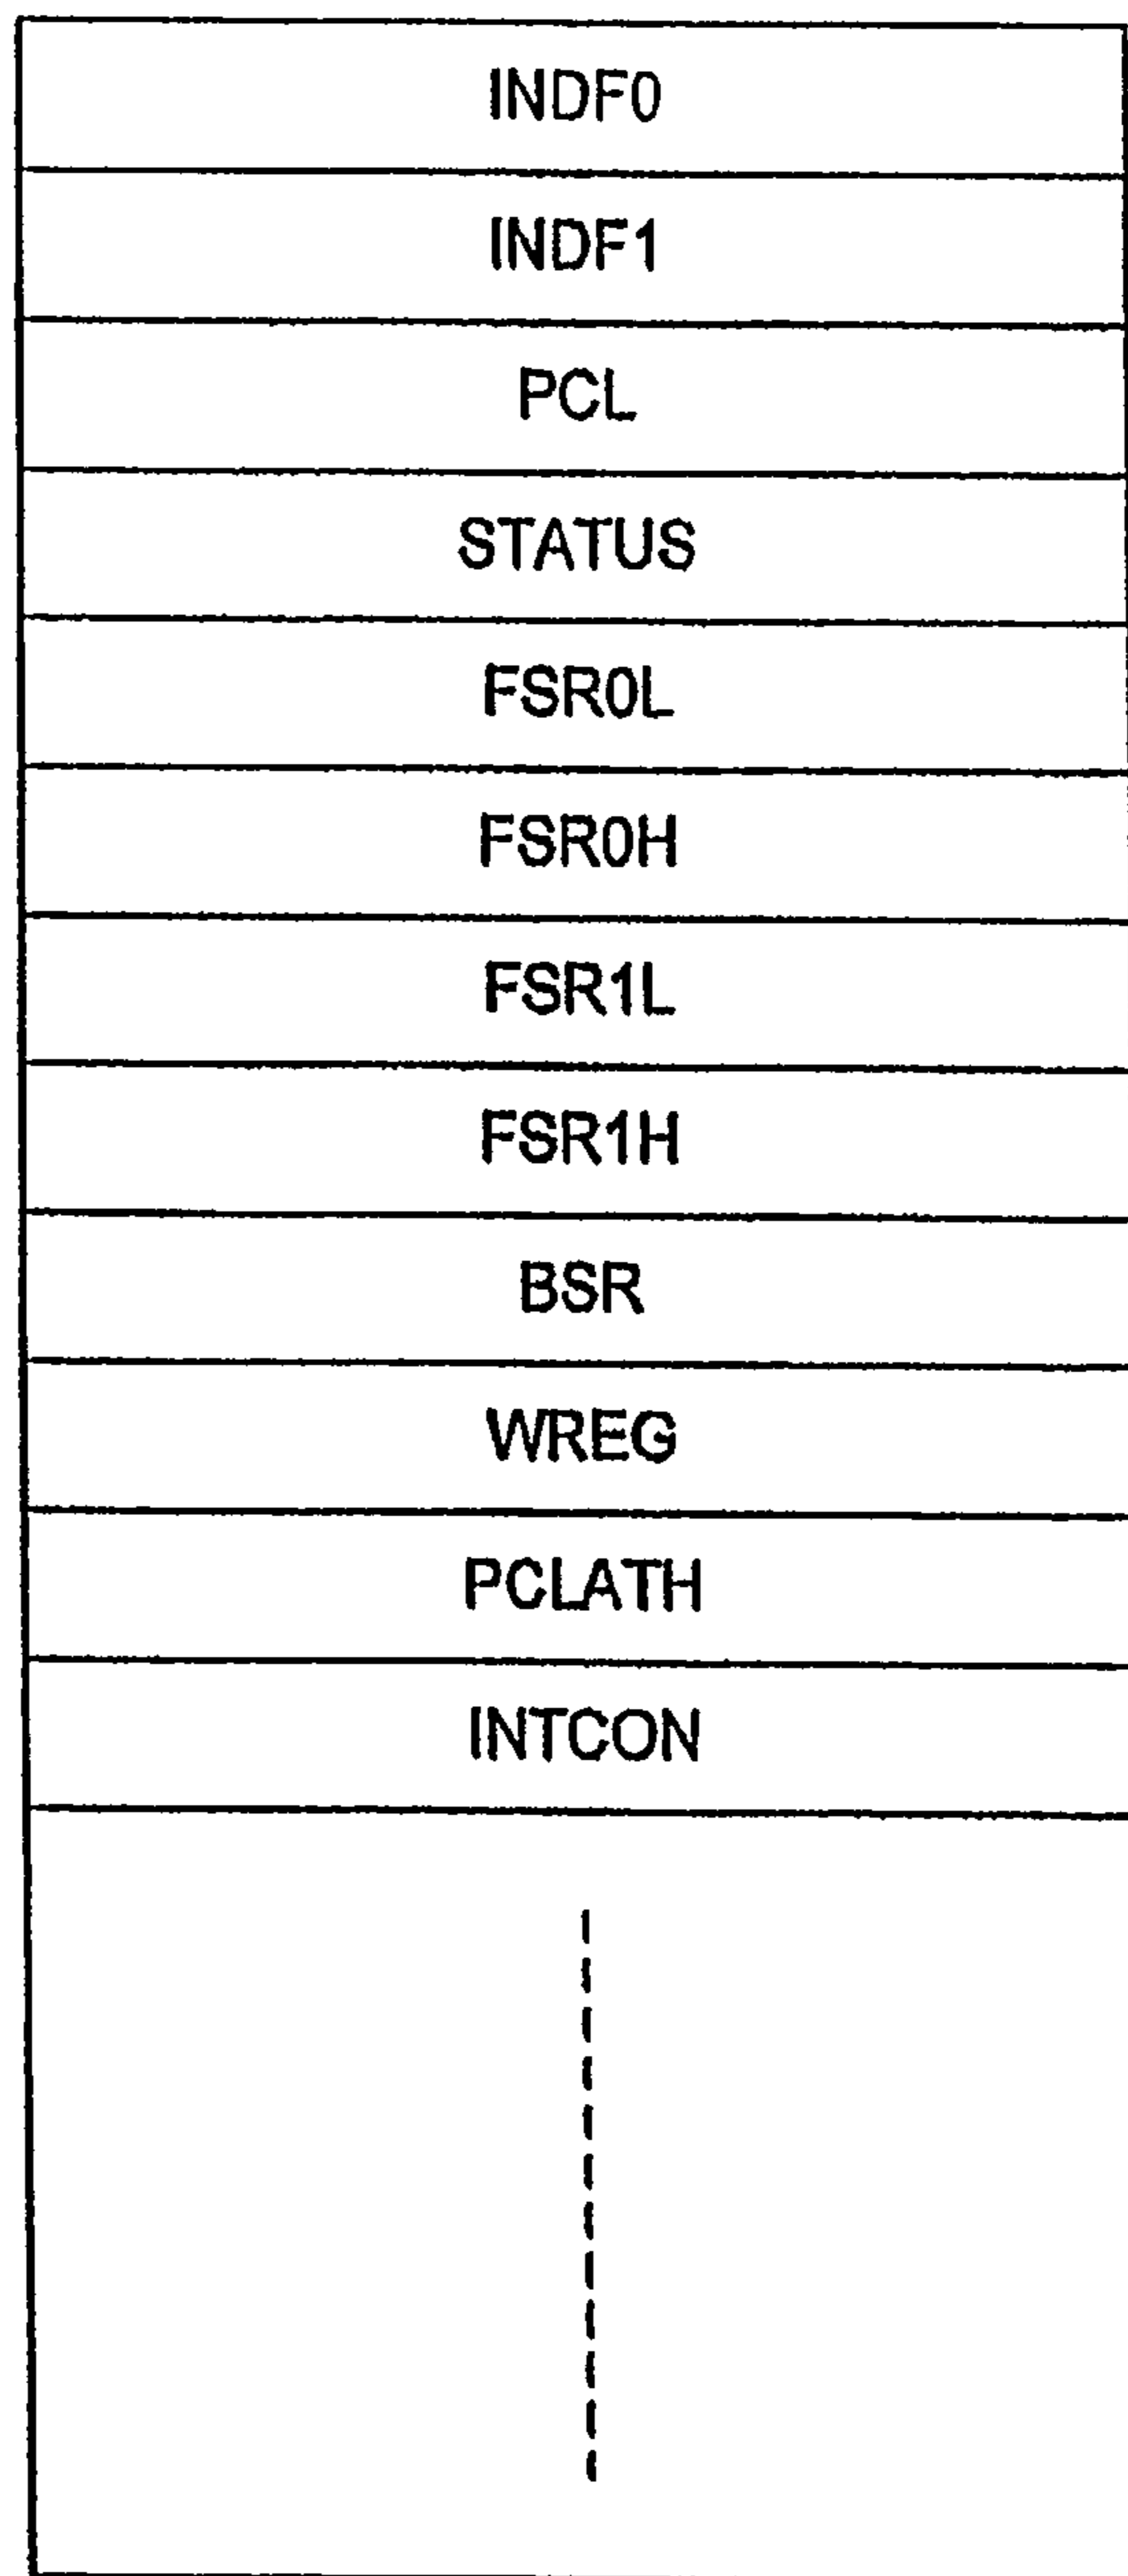 INDF0
INDF1
PCL
STATUS
FSR0L
FSR0H
FSR1L
FSR1H
BSR
WREG
PCLATH
INTCON